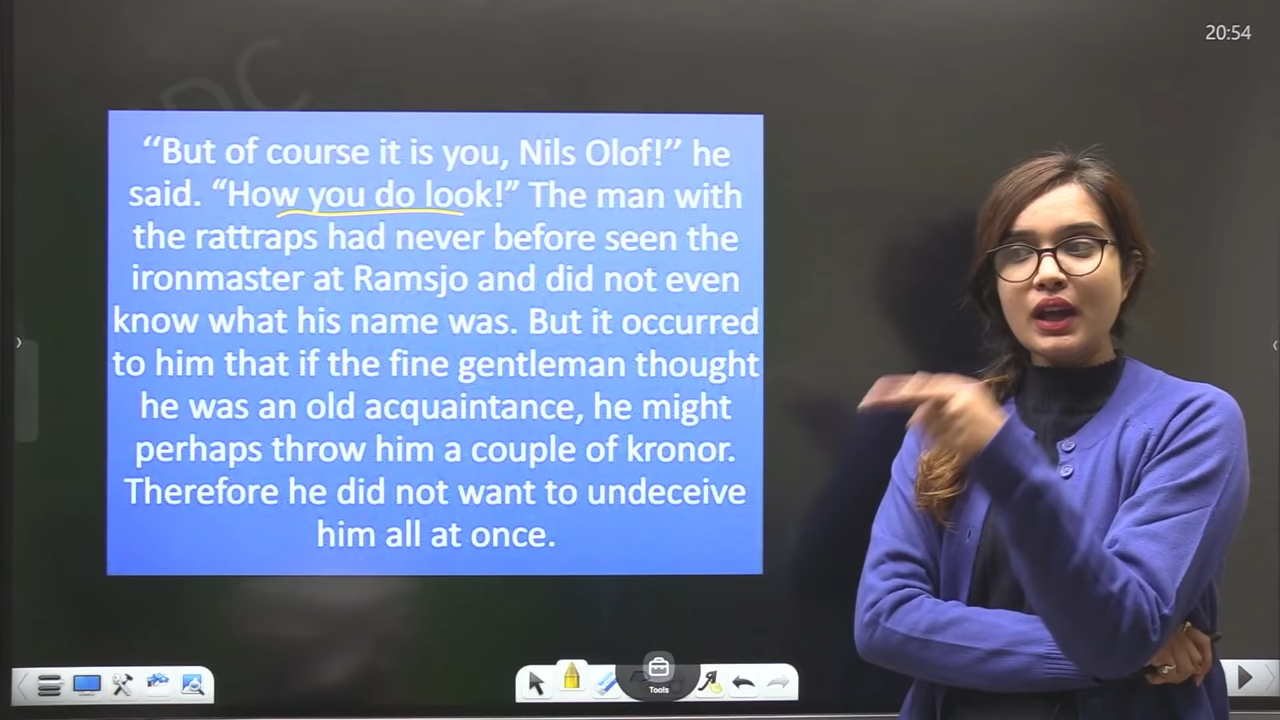 20:54
“But of course it is you, Nils Olof!” he
said. “How you do look!” The man with
the rattraps had never before seen the
ironmaster at Ramsjo and did not even
know what his name was. But it occurred
to him that if the fine gentleman thought
he was an old acquaintance, he might
perhaps throw him a couple of kronor.
Therefore he did not want to undeceive
him all at once.
Tools